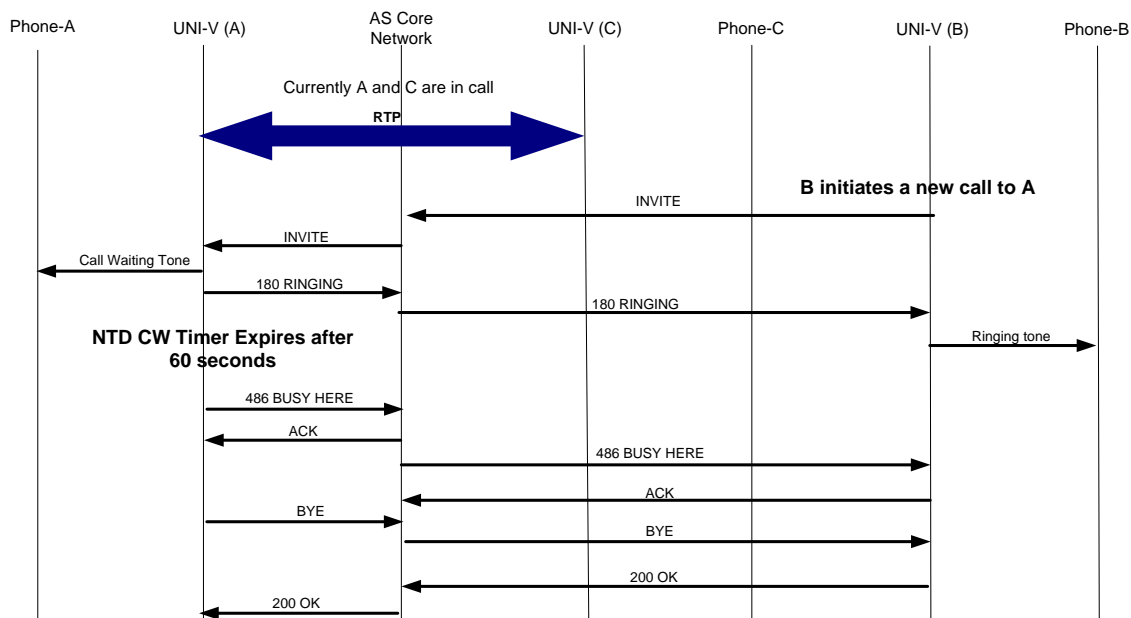 Phone-A
UNI-V (A)
AS Core
Network
UNI-V (C)
Phone-C
UNI-V (B)
Phone-B
Currently A and C are in call
RTP
B initiates a new call to A
INVITE
INVITE
Call Waiting Tone
180 RINGING
180 RINGING
NTD CW Timer Expires after
60 seconds
Ringing tone
486 BUSY HERE
ACK
486 BUSY HERE
ACK
BYE
BYE
200 OK
200 OK